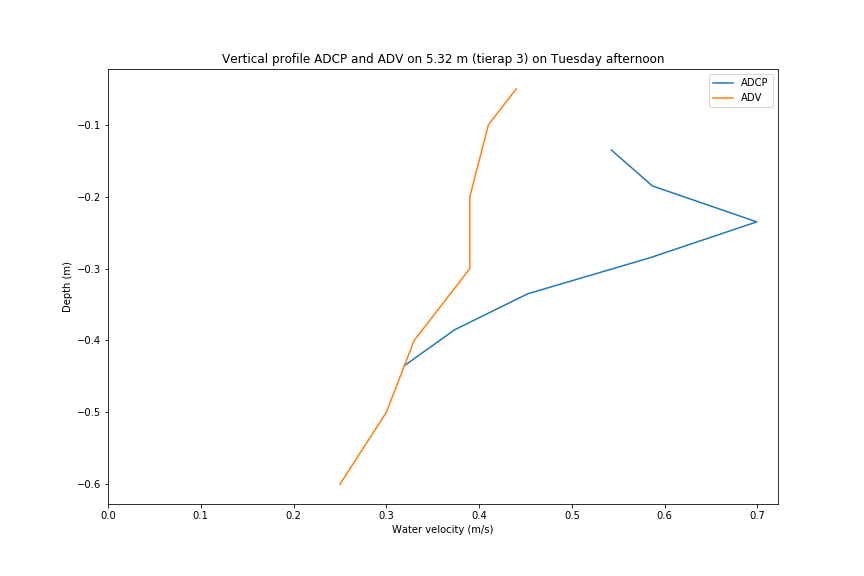 Vertical profile ADCP and ADV on 5.32 m (tierap 3) on Tuesday afternoon
ADCP
ADV
−0.1
−0.2
−0.3
−0.4
−0.5
−0.6
Depth (m)
0.0 0.1 0.2 0.3 0.4 0.5 0.6 0.7
Water velocity (m/s)